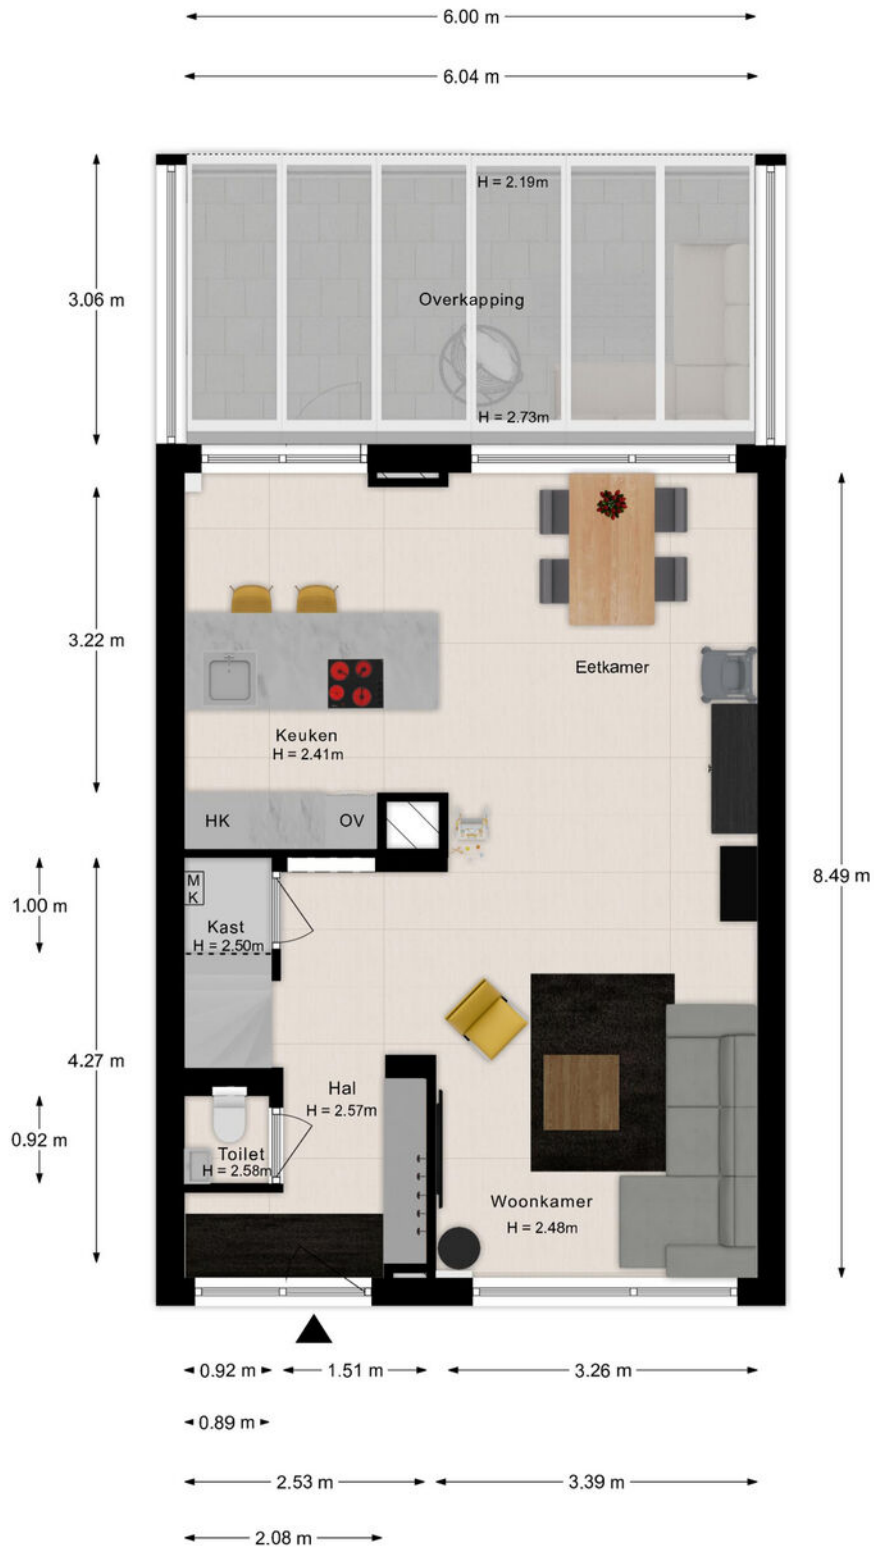 6.00 m
6.04 m
H = 2.19m
3.06 m
Overkapping
H = 2.73m
3.22 m
Eetkamer
Keuken
H = 2.41m
HK
OV
8.49 m
M
K
1.00 m
Kast
H = 2.50m
4.27 m
Hal
H = 2.57m
0.92 m
Toilet
H = 2.58m
Woonkamer
H = 2.48m
0.92 m
1.51 m
3.26 m
0.89 m
2.53 m
3.39 m
2.08 m